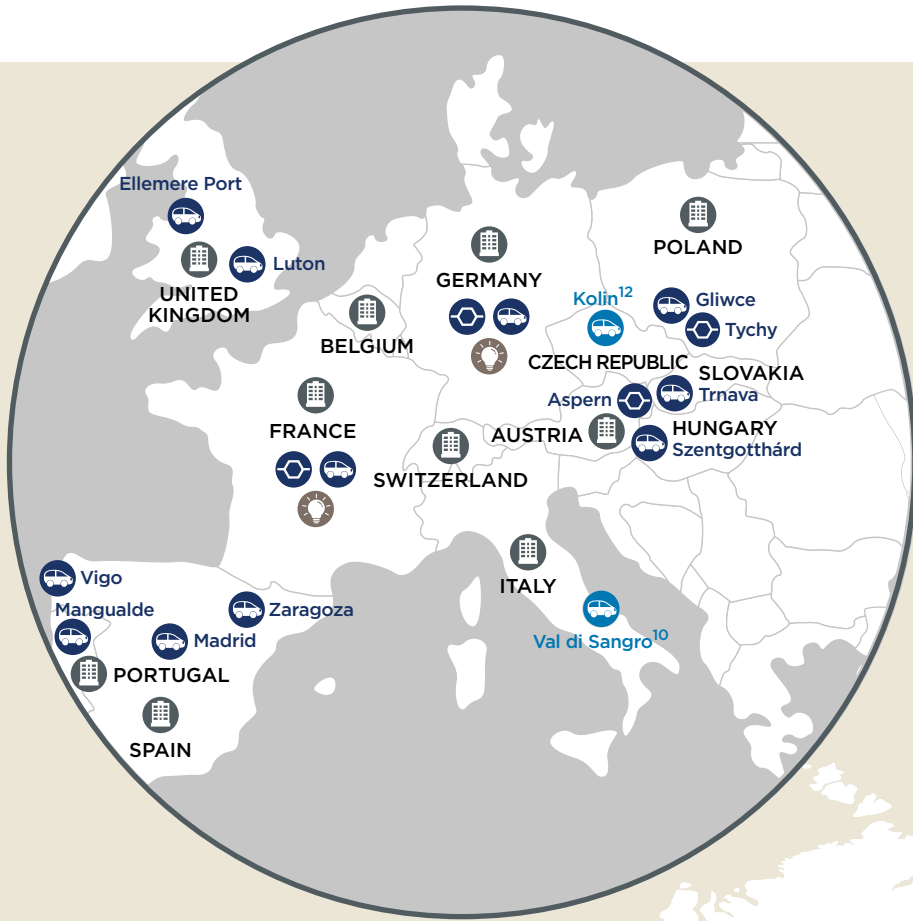 Ellemere Port
Luton
UNITED
KINGDOM
BELGIUM
GERMANY
POLAND
Kolin12
Gliwce
Tychy
CZECH REPUBLIC
SLOVAKIA
Trnava
Aspern
AUSTRIA
HUNGARY
Szentgotthárd
FRANCE
SWITZERLAND
ITALY
Val di Sangro10
Vigo
Mangualde
Zaragoza
Madrid
PORTUGAL
SPAIN